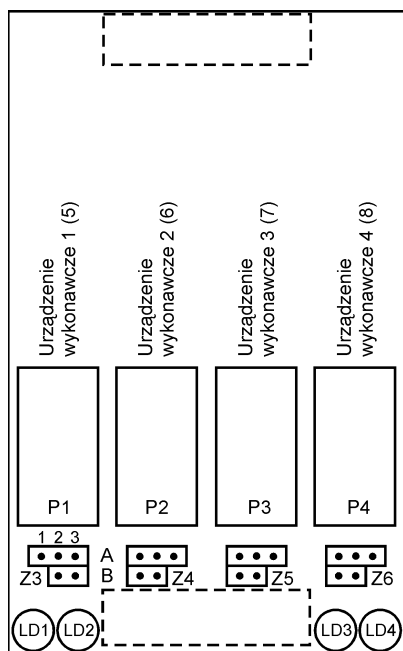 Urządzenie
wykonawcze 1 (5)
Urządzenie
wykonawcze 2 (6)
Urządzenie
wykonawcze 3 (7)
Urządzenie
wykonawcze 4 (8)
P1
P2
P3
P4
1 2 3
A
B
Z3
Z4
Z5
Z6
LD1
LD2
LD3
LD4